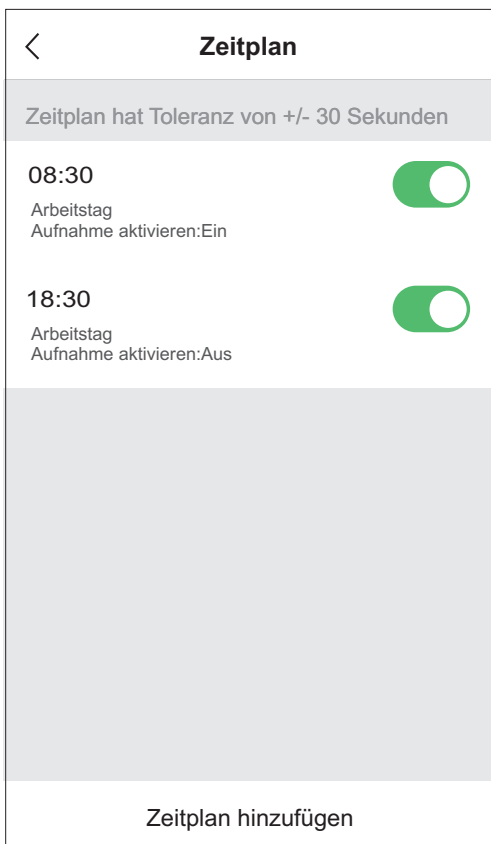 Zeitplan
Zeitplan hat Toleranz von +/- 30 Sekunden
08:30
Arbeitstag
Aufnahme aktivieren:Ein
18:30
Arbeitstag
Aufnahme aktivieren:Aus
Zeitplan hinzufügen